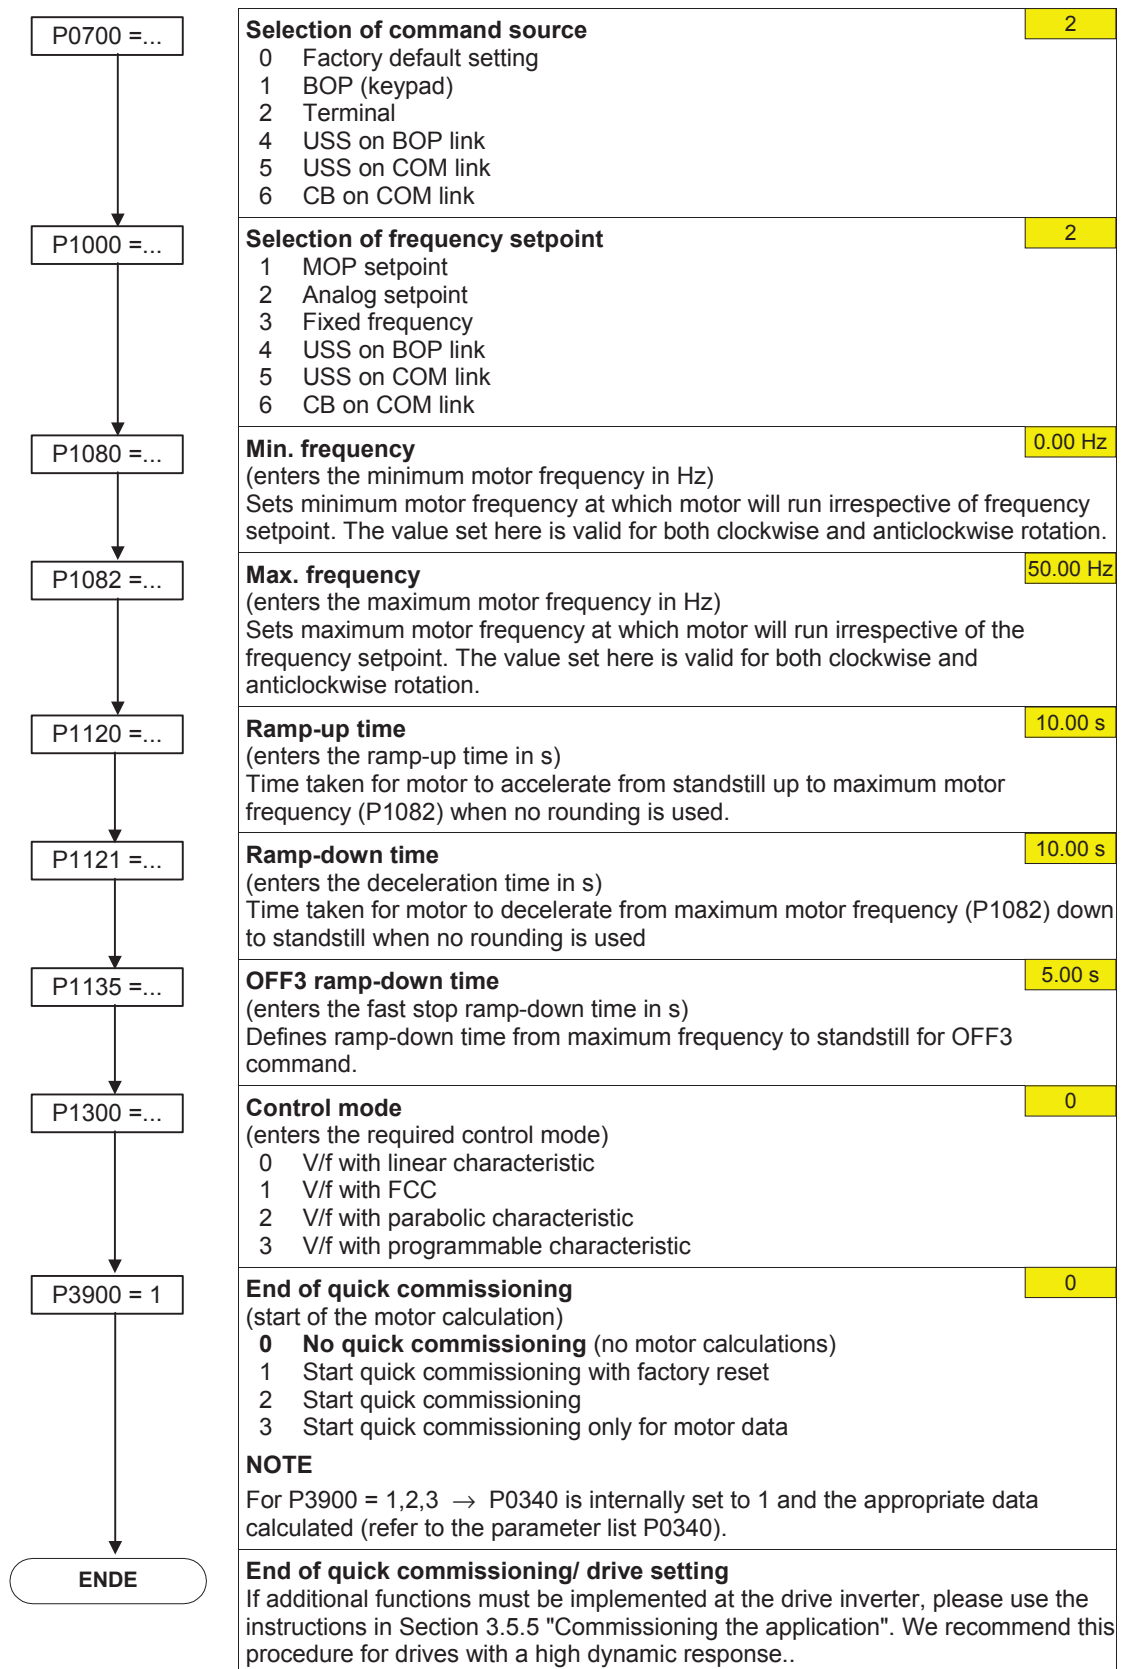 P0700 =...
Selection of command source
2
0 Factory default setting
1 BOP (keypad)
2 Terminal
4 USS on BOP link
5 USS on COM link
6 CB on COM link
P1000 =...
Selection of frequency setpoint
2
1 MOP setpoint
2 Analog setpoint
3 Fixed frequency
4 USS on BOP link
5 USS on COM link
6 CB on COM link
P1080 =...
Min. frequency
0.00 Hz
(enters the minimum motor frequency in Hz)
Sets minimum motor frequency at which motor will run irrespective of frequency
setpoint. The value set here is valid for both clockwise and anticlockwise rotation.
P1082 =...
Max. frequency
50.00 Hz
(enters the maximum motor frequency in Hz)
Sets maximum motor frequency at which motor will run irrespective of the
frequency setpoint. The value set here is valid for both clockwise and
anticlockwise rotation.
P1120 =...
Ramp-up time
10.00 s
(enters the ramp-up time in s)
Time taken for motor to accelerate from standstill up to maximum motor
frequency (P1082) when no rounding is used.
P1121 =...
Ramp-down time
10.00 s
(enters the deceleration time in s)
Time taken for motor to decelerate from maximum motor frequency (P1082) down
to standstill when no rounding is used
P1135 =...
OFF3 ramp-down time
5.00 s
(enters the fast stop ramp-down time in s)
Defines ramp-down time from maximum frequency to standstill for OFF3
command.
P1300 =...
Control mode
0
(enters the required control mode)
0 V/f with linear characteristic
1 V/f with FCC
2 V/f with parabolic characteristic
3 V/f with programmable characteristic
P3900 = 1
End of quick commissioning
0
(start of the motor calculation)
0 No quick commissioning (no motor calculations)
1 Start quick commissioning with factory reset
2 Start quick commissioning
3 Start quick commissioning only for motor data
NOTE
For P3900 = 1,2,3 → P0340 is internally set to 1 and the appropriate data
calculated (refer to the parameter list P0340).
ENDE
End of quick commissioning/ drive setting
If additional functions must be implemented at the drive inverter, please use the
instructions in Section 3.5.5 "Commissioning the application". We recommend this
procedure for drives with a high dynamic response..